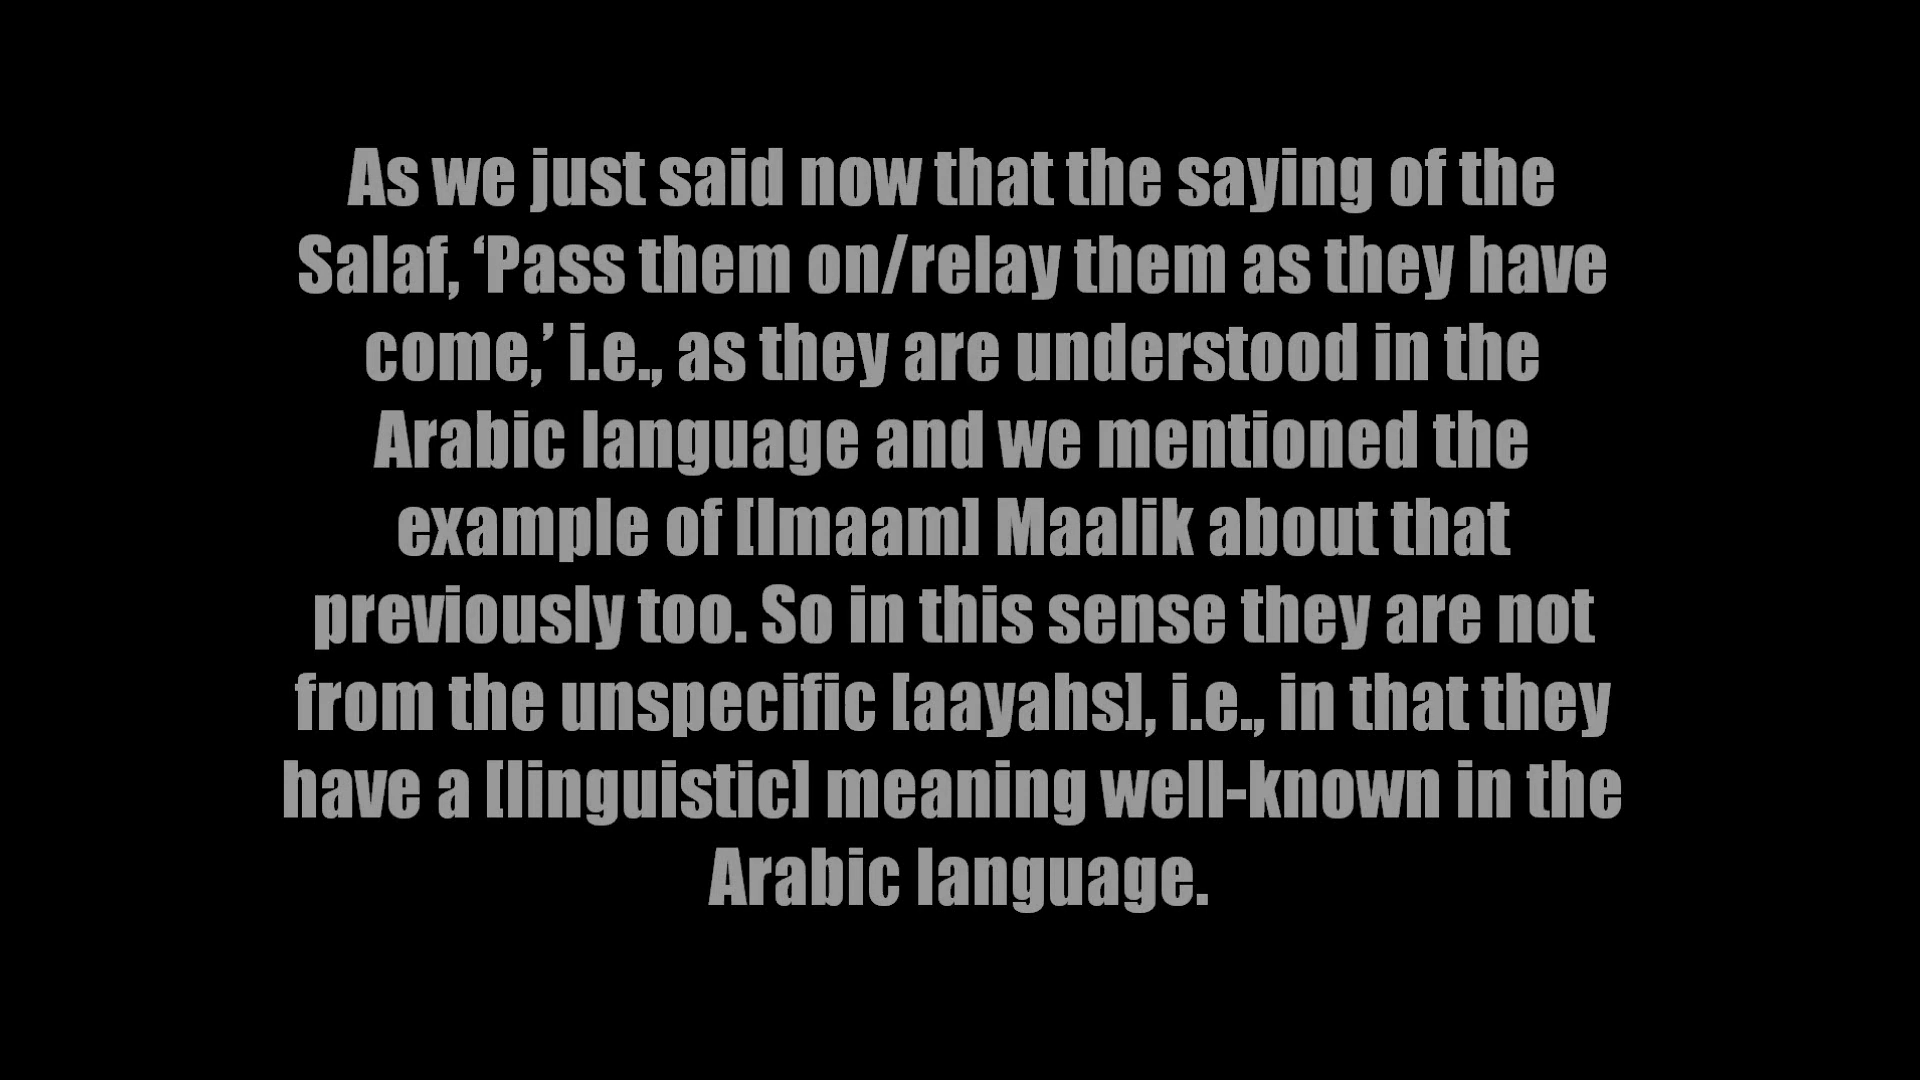 As we just said now that the saying of the
Salaf, ‘Pass them on/relay them as they have
come,’ i.e., as they are understood in the
Arabic language and we mentioned the
example of [Imaam] Maalik about that
previously too. So in this sense they are not
from the unspecific [aayahs], i.e., in that they
have a [linguistic] meaning well-known in the
Arabic language.